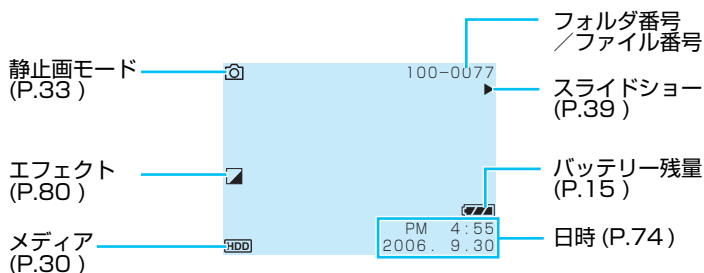 フォルダ番号
／ファイル番号
静止画モード
(P.33 )
100-0077
スライドショー
(P.39 )
エフェクト
(P.80 )
バッテリー残量
(P.15 )
PM 4:55
2006. 9.30
日時 (P.74 )
メディア
(P.30 )
HDD